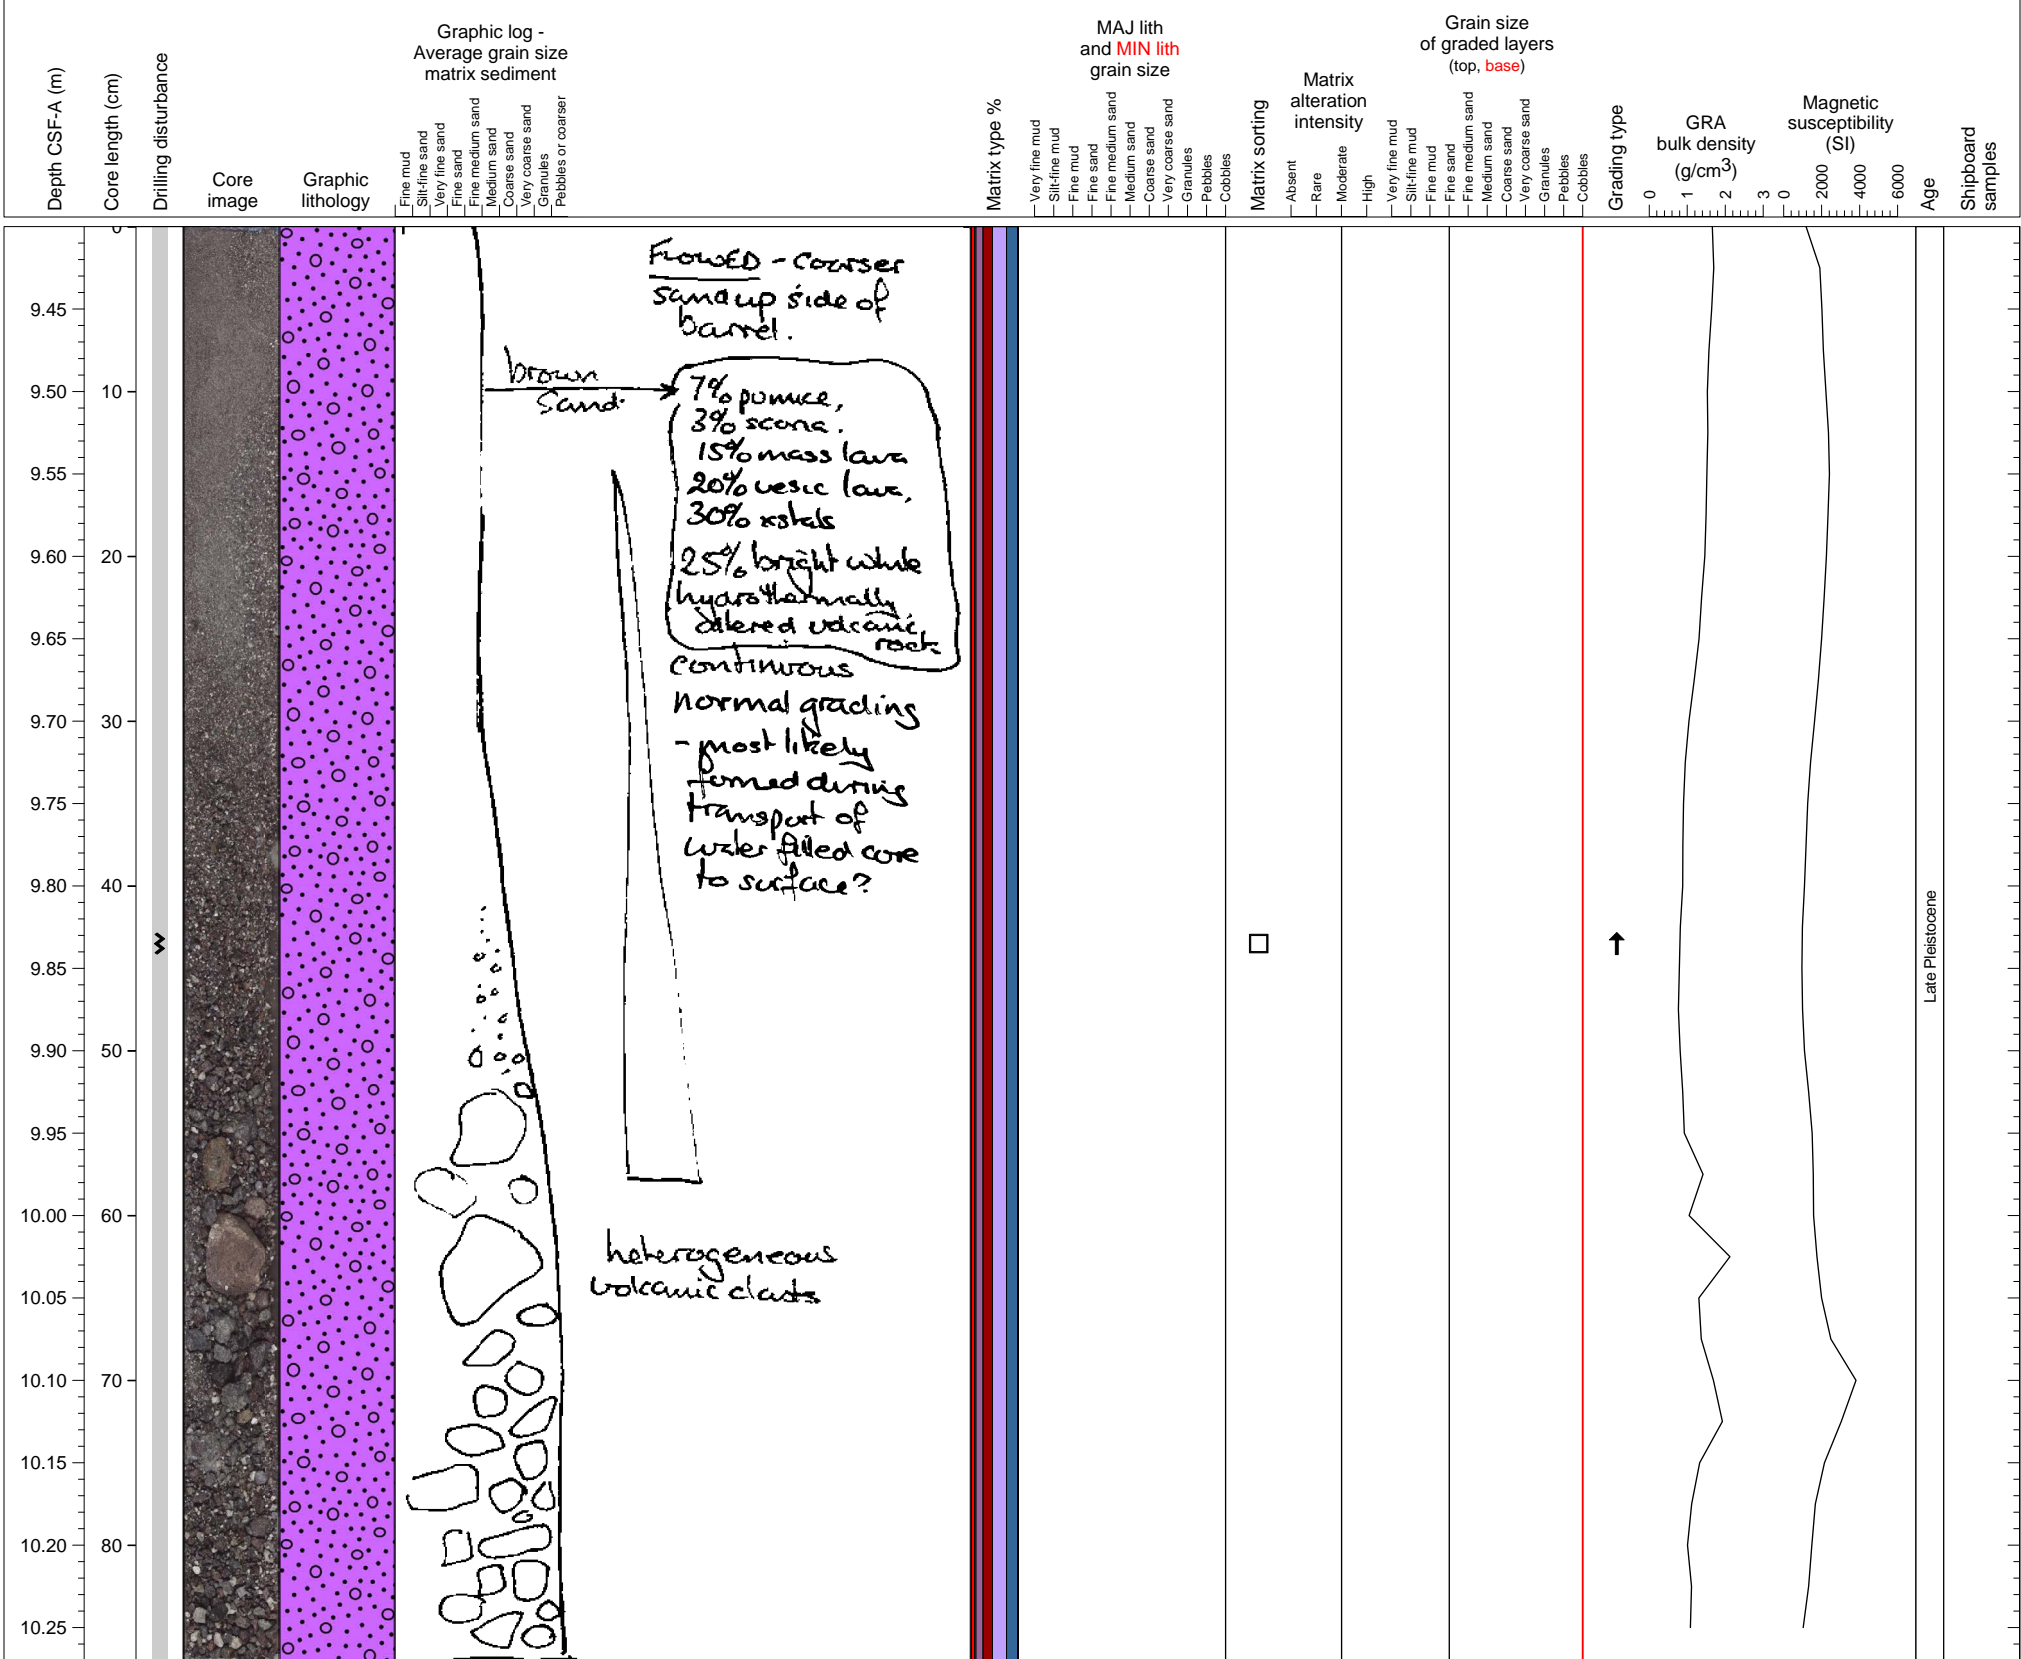 Depth CSF-A (m)
Core length (cm)
Drilling disturbance
Core
image
Graphic
lithology
Graphic log -
Average grain size
matrix sediment
Fine mud
Silt-fine sand
Very fine sand
Fine sand
Fine medium sand
Medium sand
Coarse sand
Very coarse sand
Granules
Pebbles or coarser
Matrix type %
MAJ lith
and MIN lith
grain size
Very fine mud
Silt-fine mud
Fine mud
Fine sand
Fine medium sand
Medium sand
Coarse sand
Very coarse sand
Granules
Pebbles
Cobbles
Matrix sorting
Matrix
alteration
intensity
Absent
Rare
Moderate
High
Grain size
of graded layers
(top, base)
Very fine mud
Silt-fine mud
Fine mud
Fine sand
Fine medium sand
Medium sand
Coarse sand
Very coarse sand
Granules
Pebbles
Cobbles
Grading type
GRA
bulk density
(g/cm3)
0 1 2 3
Magnetic
susceptibility
(SI)
0 2000 4000 6000
Age
Shipboard
samples
9.45
9.50
9.55
9.60
9.65
9.70
9.75
9.80
9.85
9.90
9.95
10.00
10.05
10.10
10.15
10.20
10.25
0
10
20
30
40
50
60
70
80
FLOWED - coarser
sand up side of
barrel.
brown
sand
7% pumice,
3% scoria.
15% mass lava
20% vesic lava,
30% xstals
25% bright white
hydrothermally
altered volcanic
rock
continuous
normal grading
- most likely
formed during
transport of
water filled core
to surface?
heterogeneous
volcanic clasts
Late Pleistocene